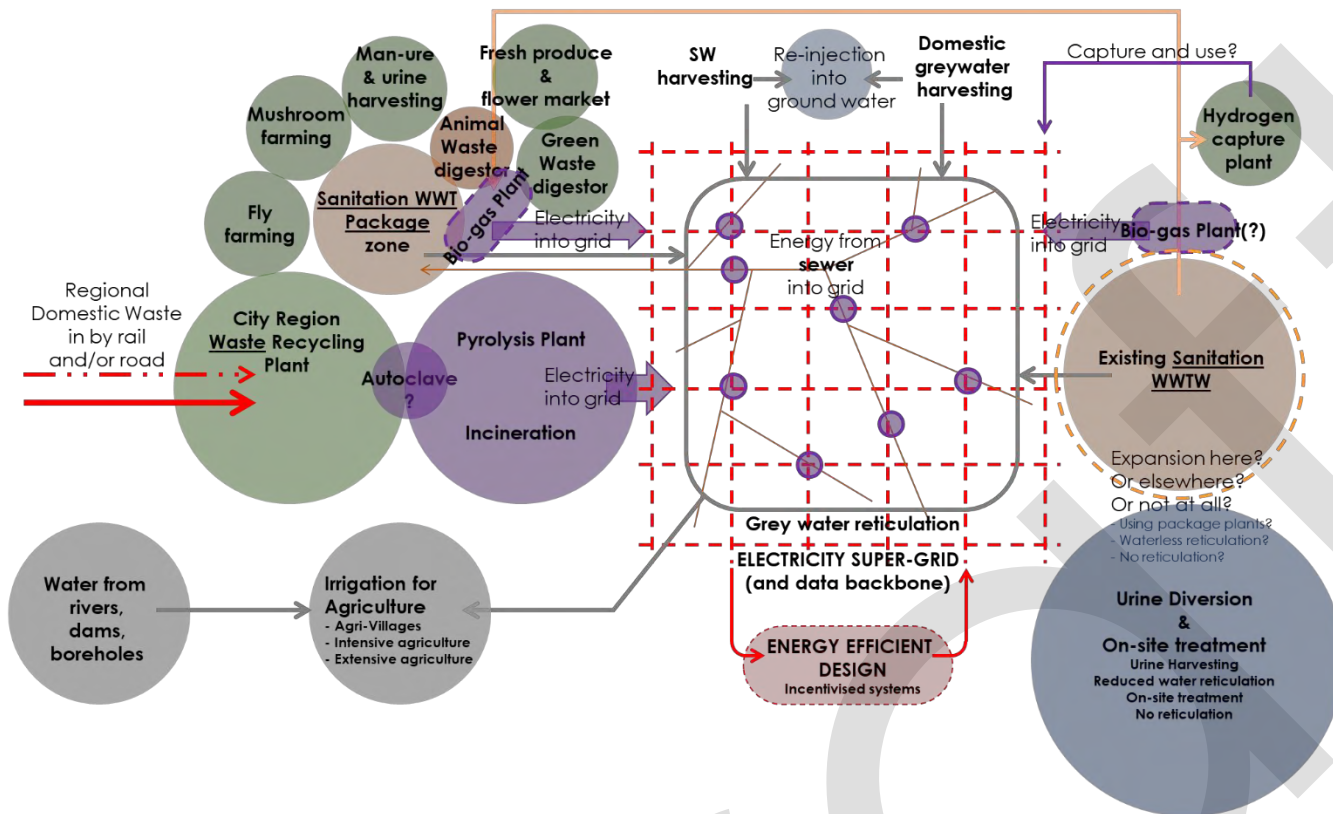 Man-ure
& urine
harvesting
Fresh produce
&
flower market
Mushroom
farming
Animal
Waste
digestor
Green
Waste
digestor
Fly
farming
Sanitation WWT
Package
zone
Bio-gas Plant
Electricity
into grid
SW
harvesting
Re-injection
into
ground water
Domestic
greywater
harvesting
Capture and use?
Hydrogen
capture
plant
Energy from
sewer
into grid
Electricity
into grid
Bio-gas Plant(?)
Regional
Domestic Waste
in by rail
and/or road
City Region
Waste Recycling
Plant
Autoclave
?
Pyrolysis Plant
Incineration
Electricity
into grid
Existing Sanitation
WWTW
Expansion here?
Or elsewhere?
Or not at all?
- Using package plants?
- Waterless reticulation?
- No reticulation?
Grey water reticulation
ELECTRICITY SUPER-GRID
(and data backbone)
ENERGY EFFICIENT
DESIGN
Incentivised systems
Water from
rivers,
dams,
boreholes
Irrigation for
Agriculture
- Agri-Villages
- Intensive agriculture
- Extensive agriculture
Urine Diversion
&
On-site treatment
Urine Harvesting
Reduced water reticulation
On-site treatment
No reticulation